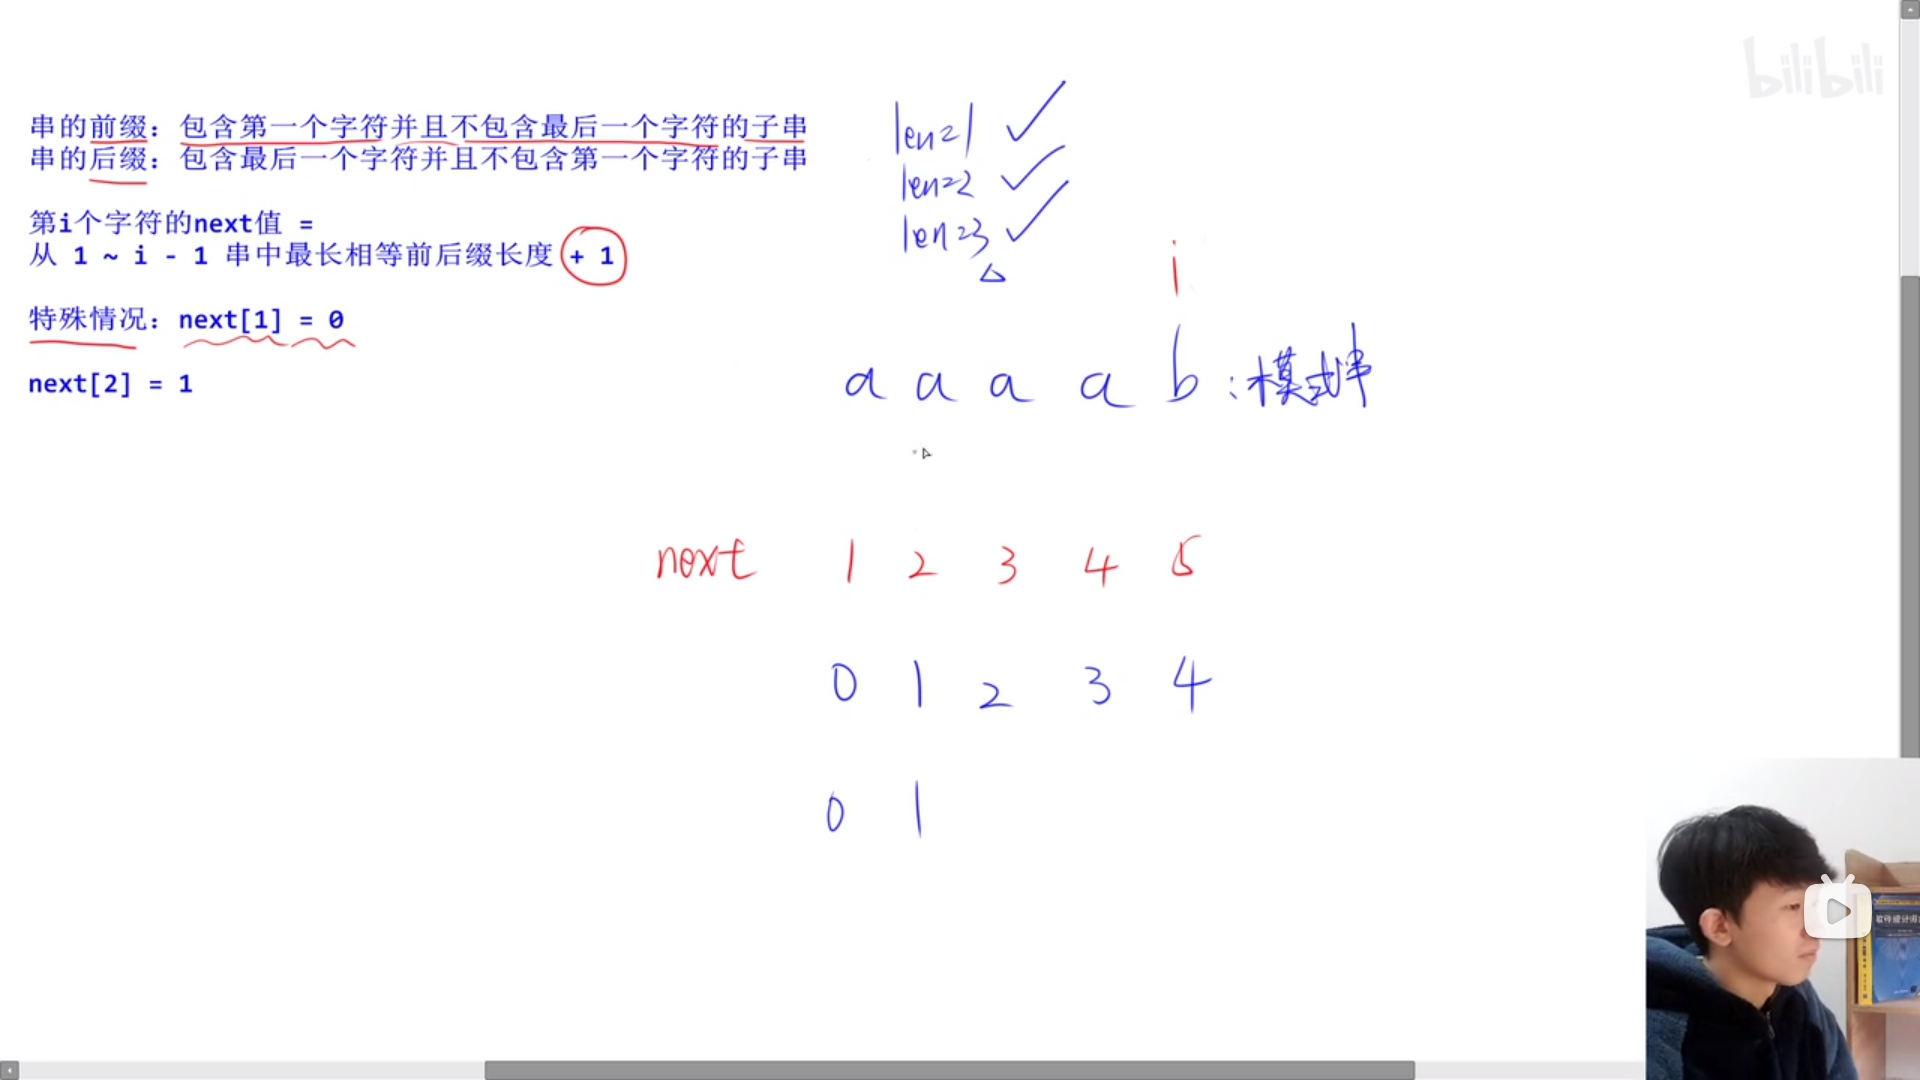 bilibili
串的前缀：包含第一个字符并且不包含最后一个字符的子串
串的后缀：包含最后一个字符并且不包含第一个字符的子串
第i个字符的next值 =
从 1 ~ i - 1 串中最长相等前后缀长度 + 1
特殊情况：next[1] = 0
next[2] = 1
len=1
len=2
len=3
i
a a a a b：模式串
next 1 2 3 4 5
0 1 2 3 4
0 1
软件设计师